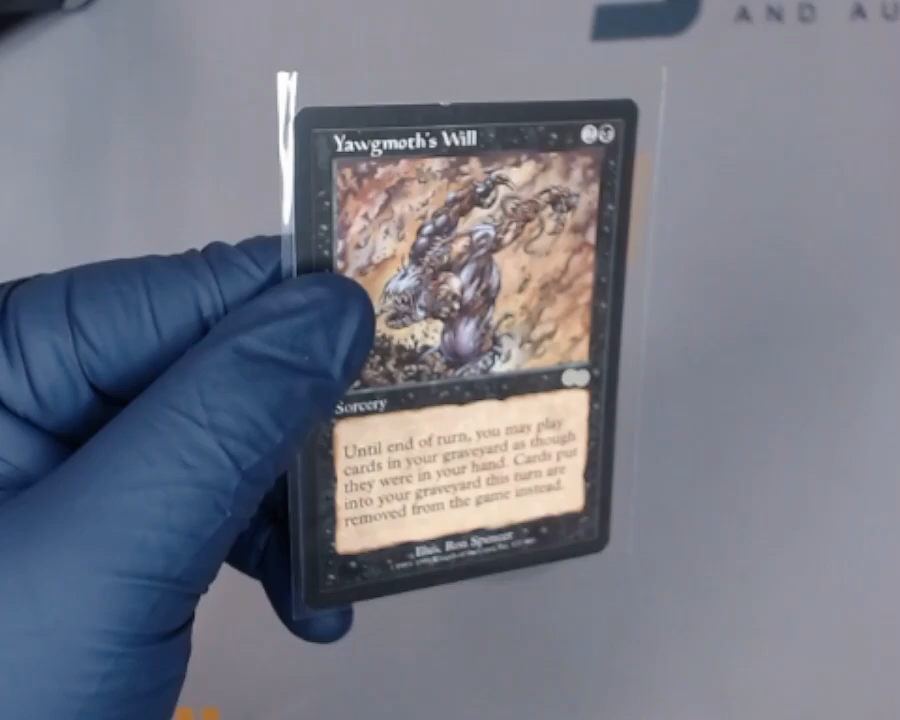 AND AU
Yawgmoth's Will
2
Sorcery
Until end of turn, you may play
cards in your graveyard as though
they were in your hand. Cards put
into your graveyard this turn are
removed from the game instead.
Illus. Ron Spencer